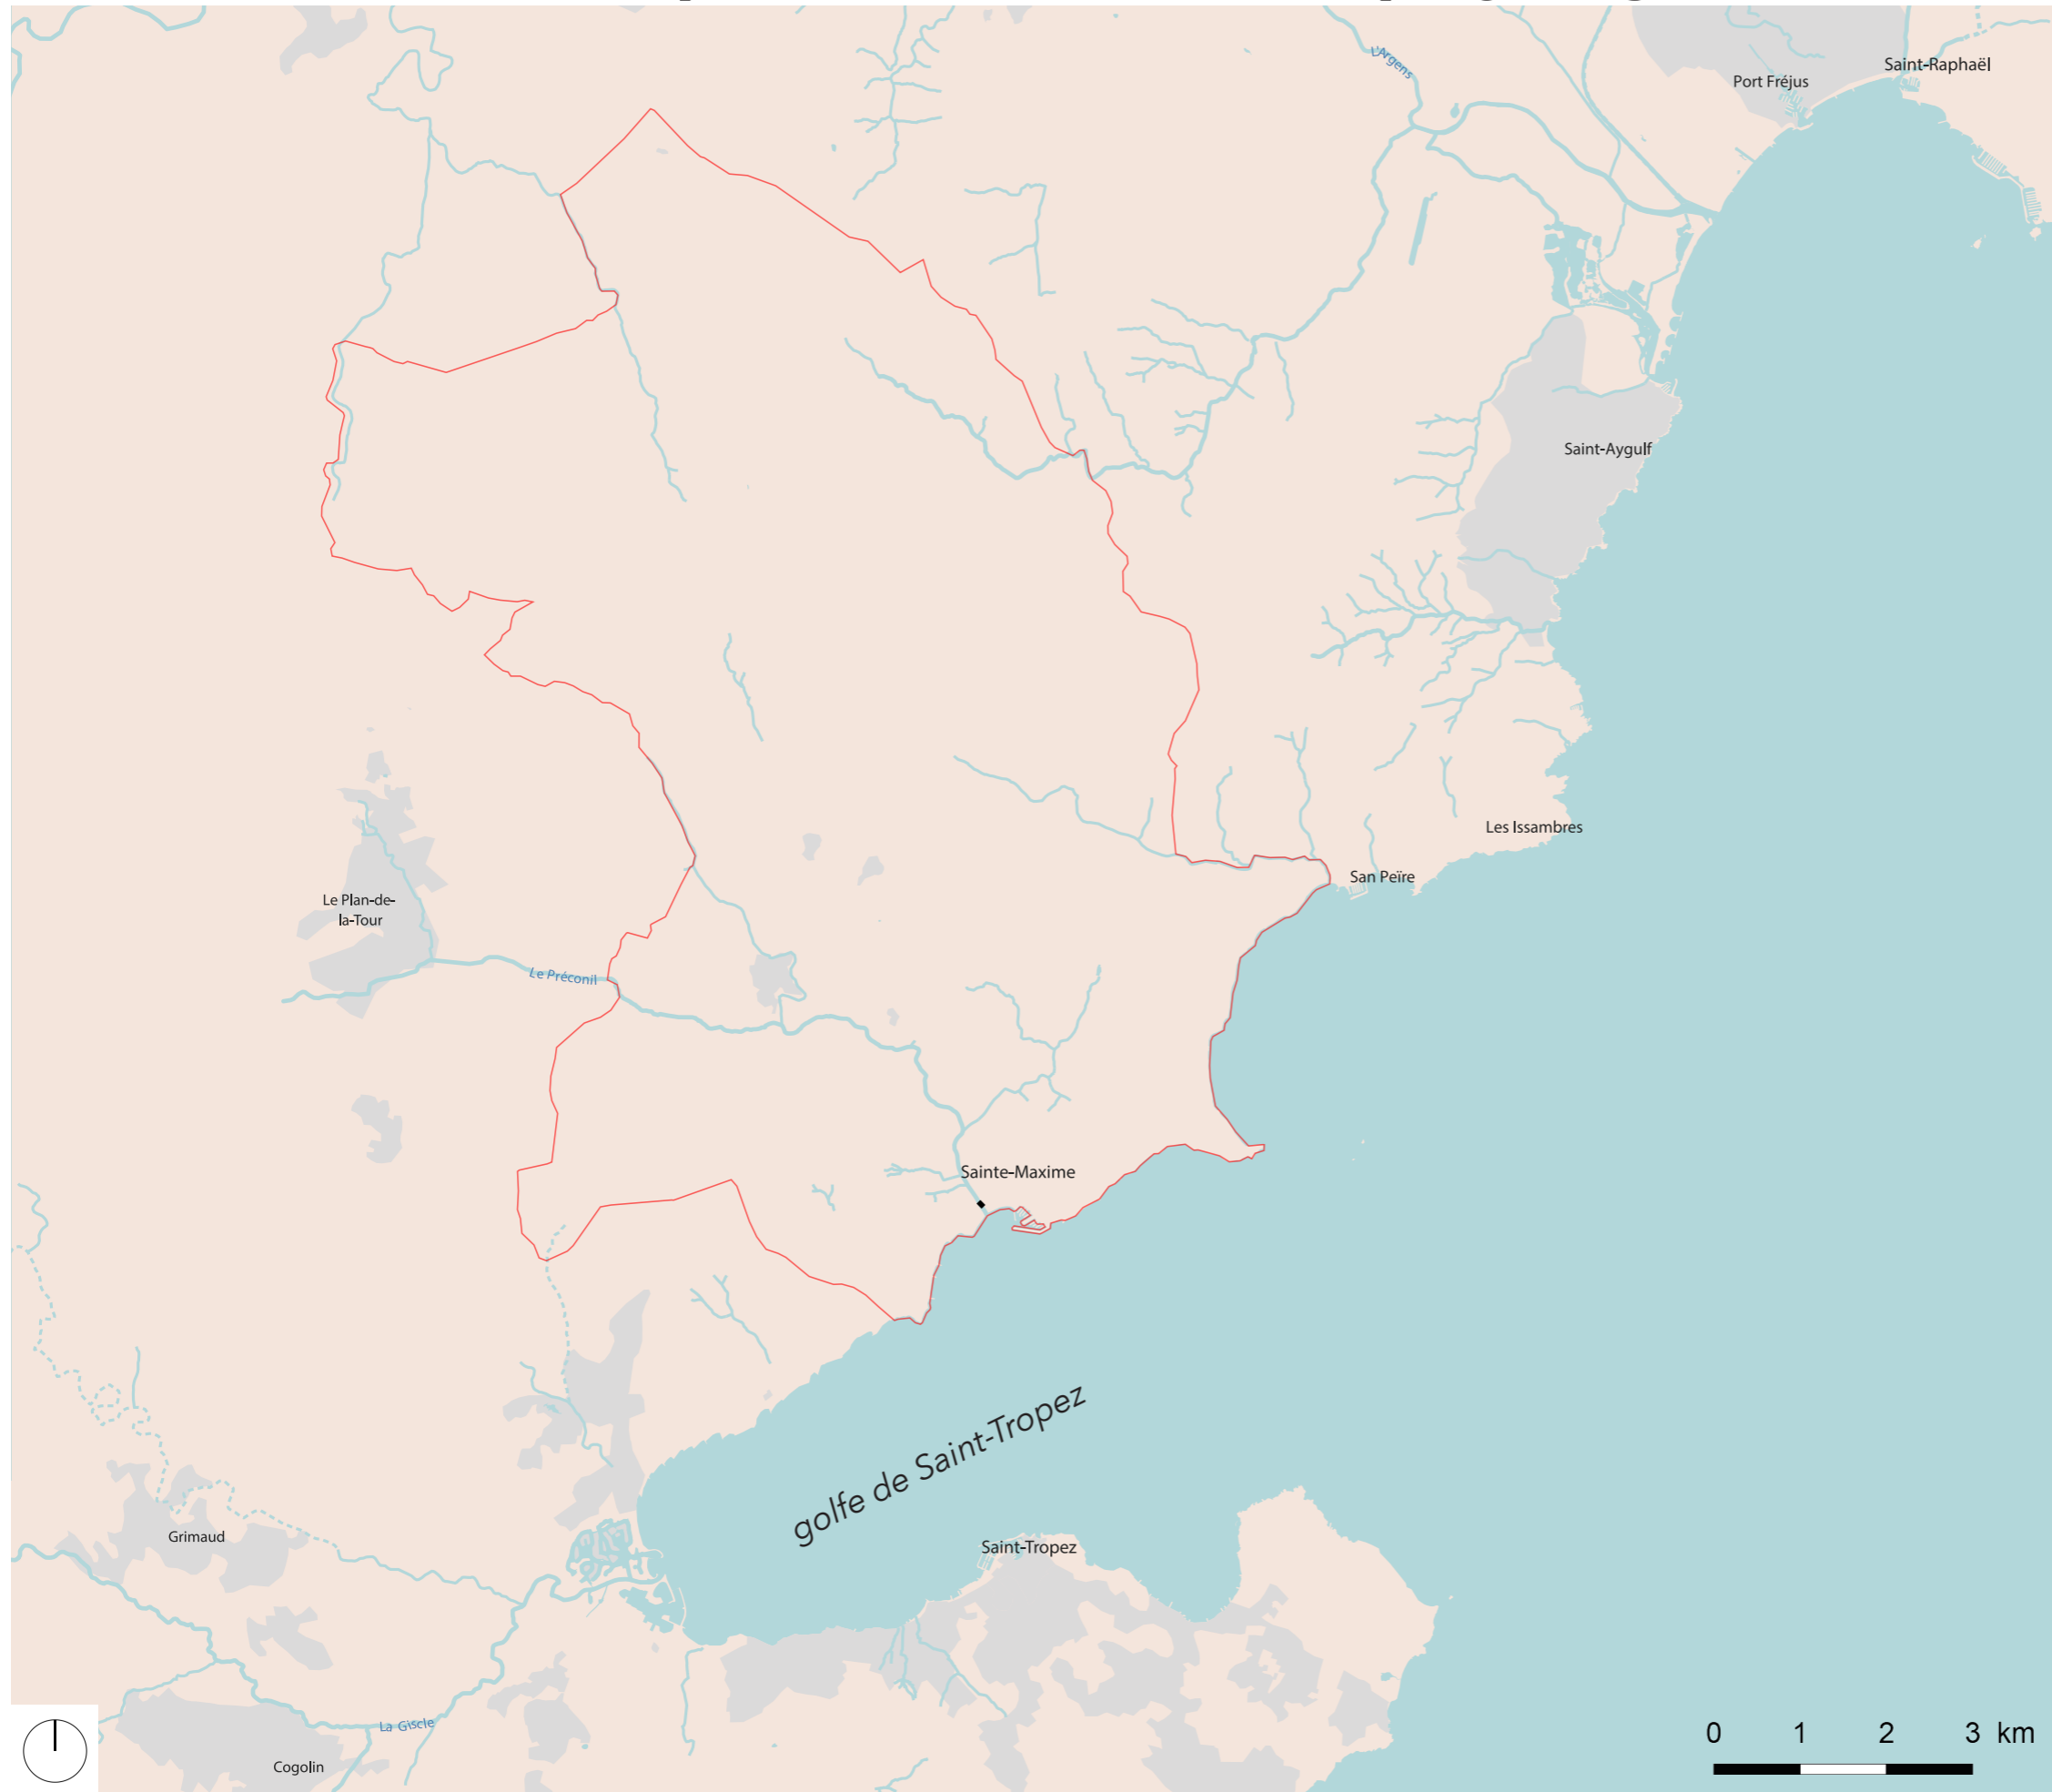 L'Argens
Saint-Raphaël
Port Fréjus
Saint-Aygulf
Les Issambres
San Peïre
Le Plan-de-
la-Tour
Le Préconil
Sainte-Maxime
golfe de Saint-Tropez
Grimaud
Saint-Tropez
La Giscle
Cogolin
0 1 2 3 km